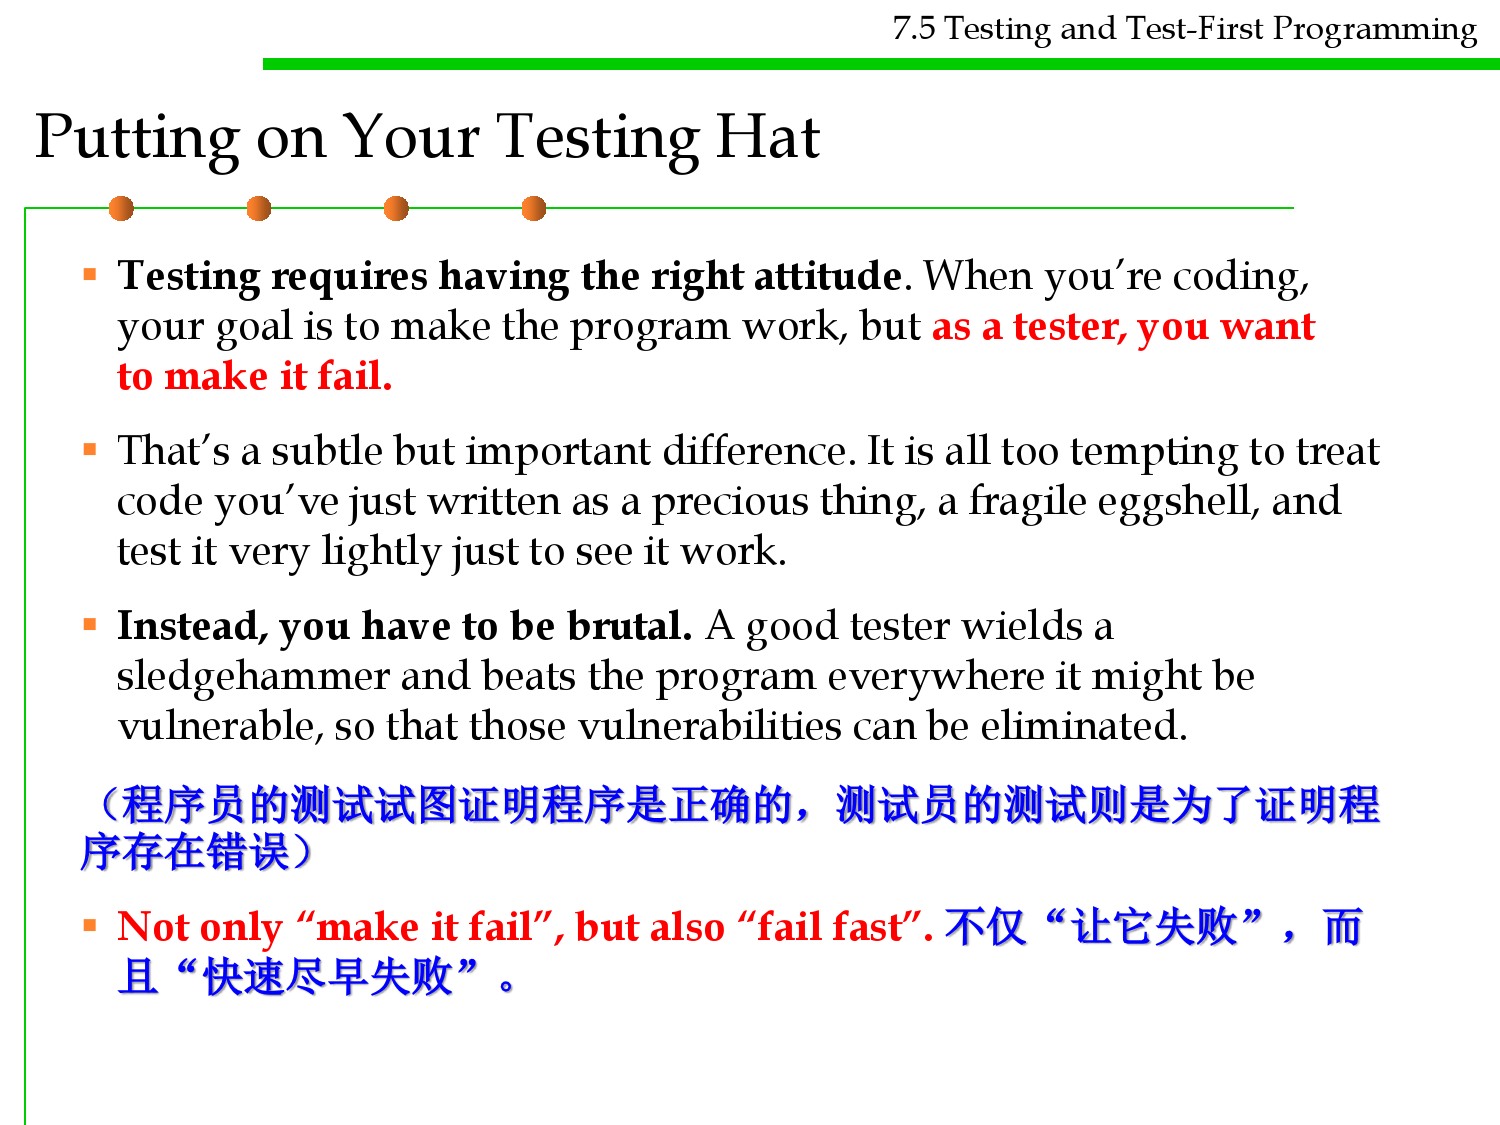 7.5 Testing and Test-First Programming
Putting on Your Testing Hat
▪ Testing requires having the right attitude. When you’re coding,
your goal is to make the program work, but as a tester, you want
to make it fail.
▪ That’s a subtle but important difference. It is all too tempting to treat
code you’ve just written as a precious thing, a fragile eggshell, and
test it very lightly just to see it work.
▪ Instead, you have to be brutal. A good tester wields a
sledgehammer and beats the program everywhere it might be
vulnerable, so that those vulnerabilities can be eliminated.
（程序员的测试试图证明程序是正确的，测试员的测试则是为了证明程
序存在错误）
▪ Not only “make it fail”, but also “fail fast”. 不仅“让它失败”，而
且“快速尽早失败”。